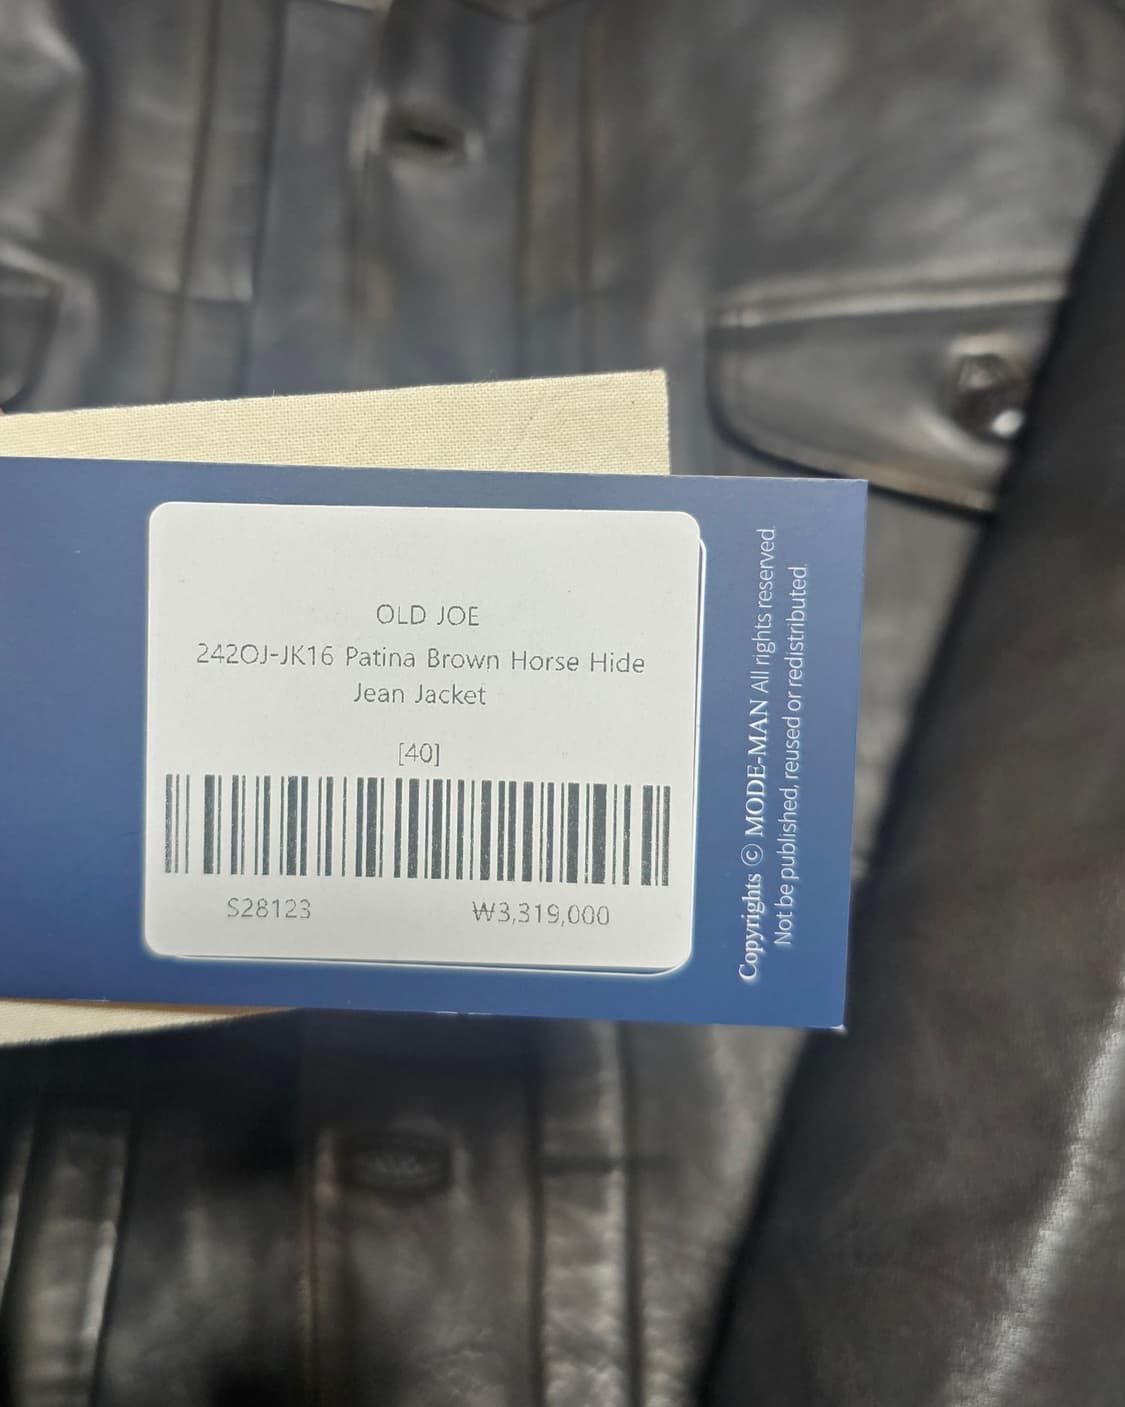 OLD JOE
242OJ-JK16 Patina Brown Horse Hide
Jean Jacket
[40]
S28123 ₩3,319,000
Copyrights © MODE-MAN All rights reserved.
Not be published, reused or redistributed.